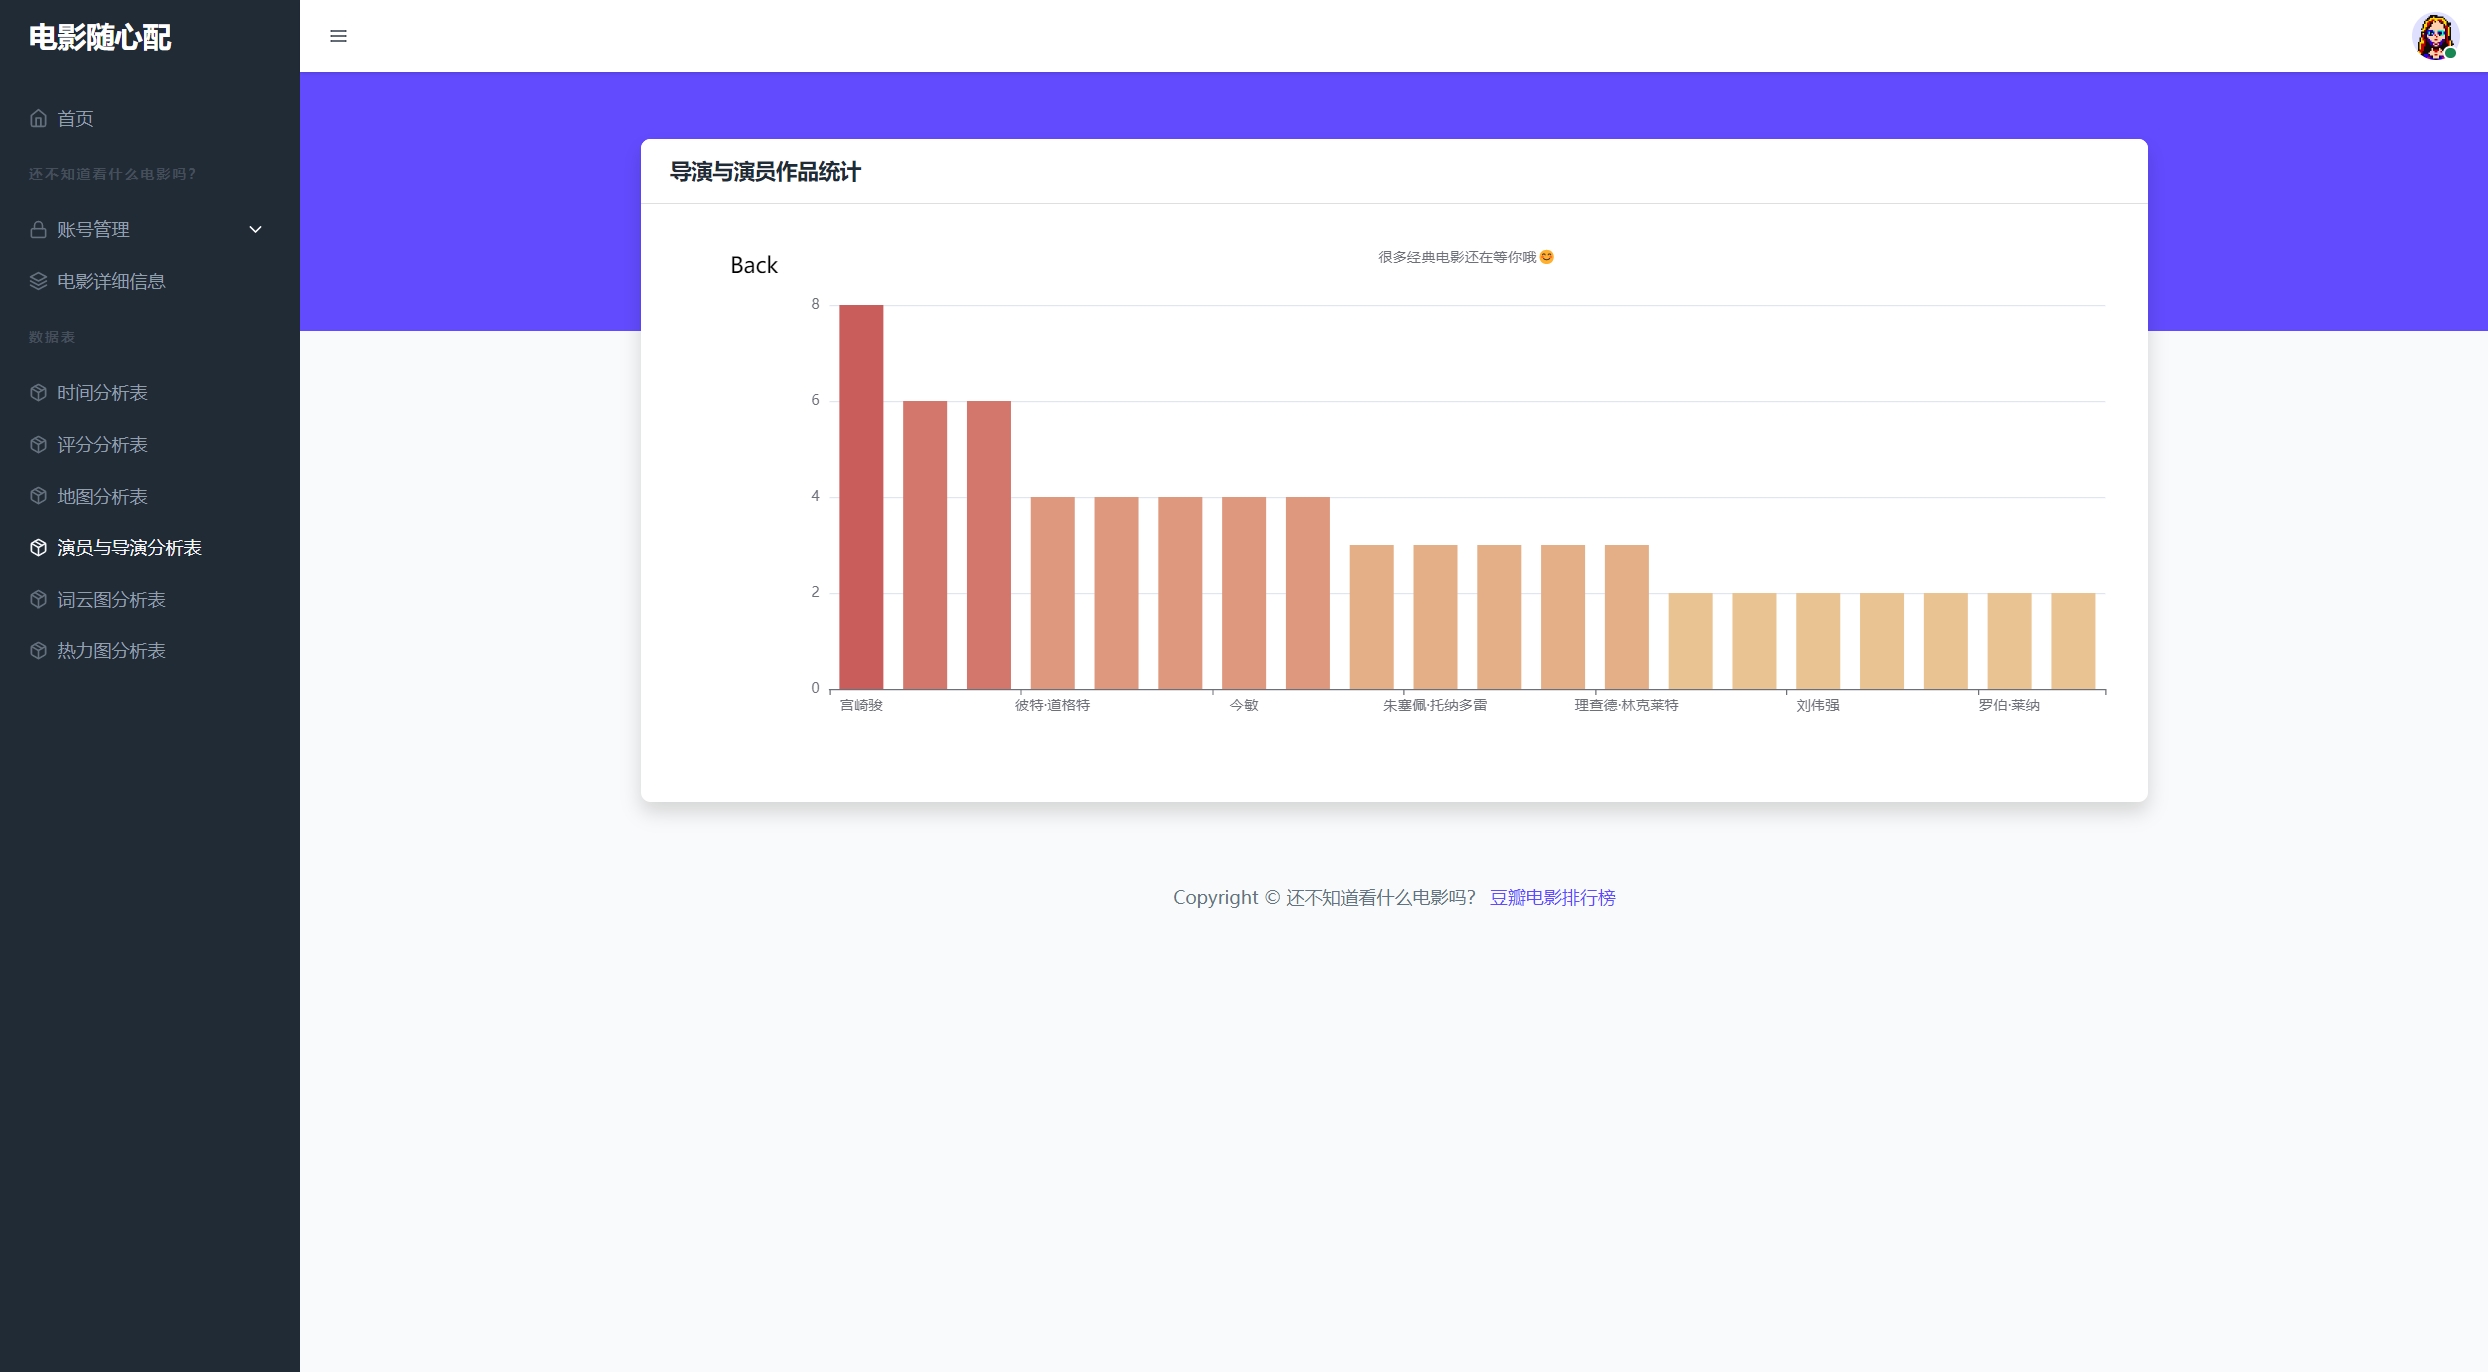 电影随心配
首页
还不知道看什么电影吗?
账号管理
电影详细信息
数据表
时间分析表
评分分析表
地图分析表
演员与导演分析表
词云图分析表
热力图分析表
导演与演员作品统计
Back
很多经典电影还在等你哦😊
8
6
4
2
0
宫崎骏
彼特·道格特
今敏
朱塞佩·托纳多雷
理查德·林克莱特
刘伟强
罗伯·莱纳
Copyright © 还不知道看什么电影吗? 豆瓣电影排行榜